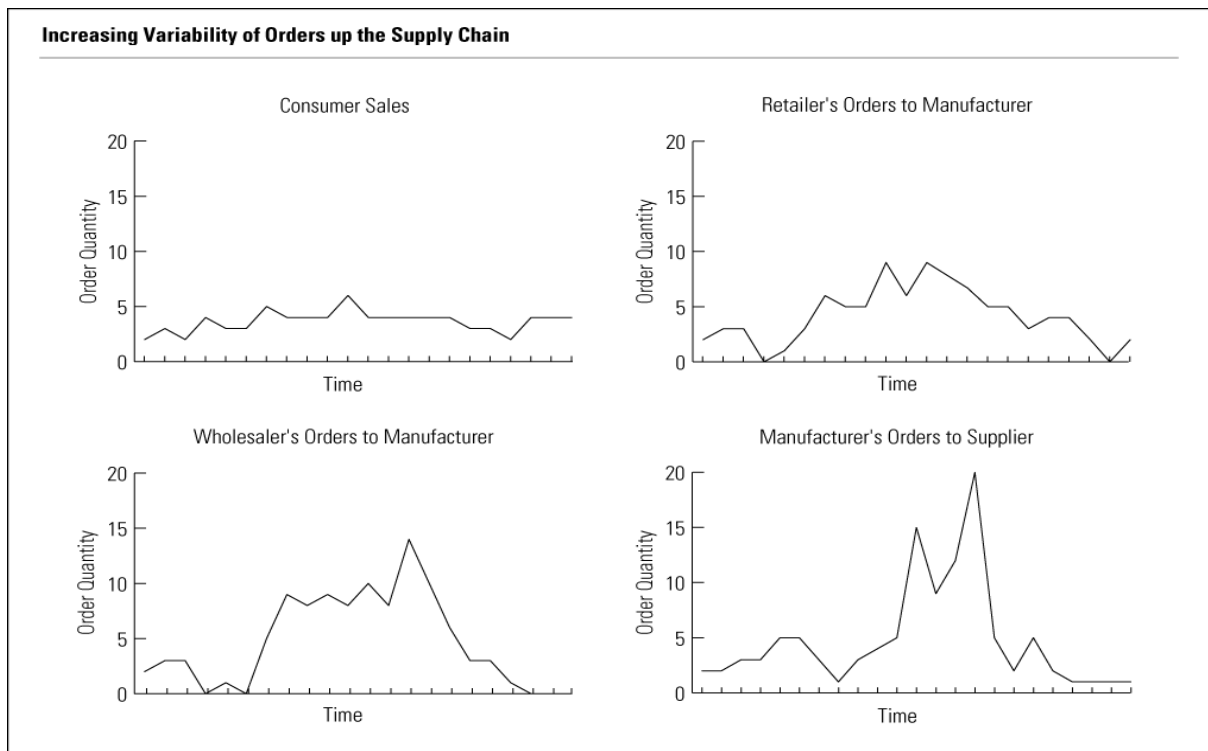 Increasing Variability of Orders up the Supply Chain
Consumer Sales
20
15
10
5
0
Order Quantity
Time
Retailer's Orders to Manufacturer
20
15
10
5
0
Order Quantity
Time
Wholesaler's Orders to Manufacturer
20
15
10
5
0
Order Quantity
Time
Manufacturer's Orders to Supplier
20
15
10
5
0
Order Quantity
Time